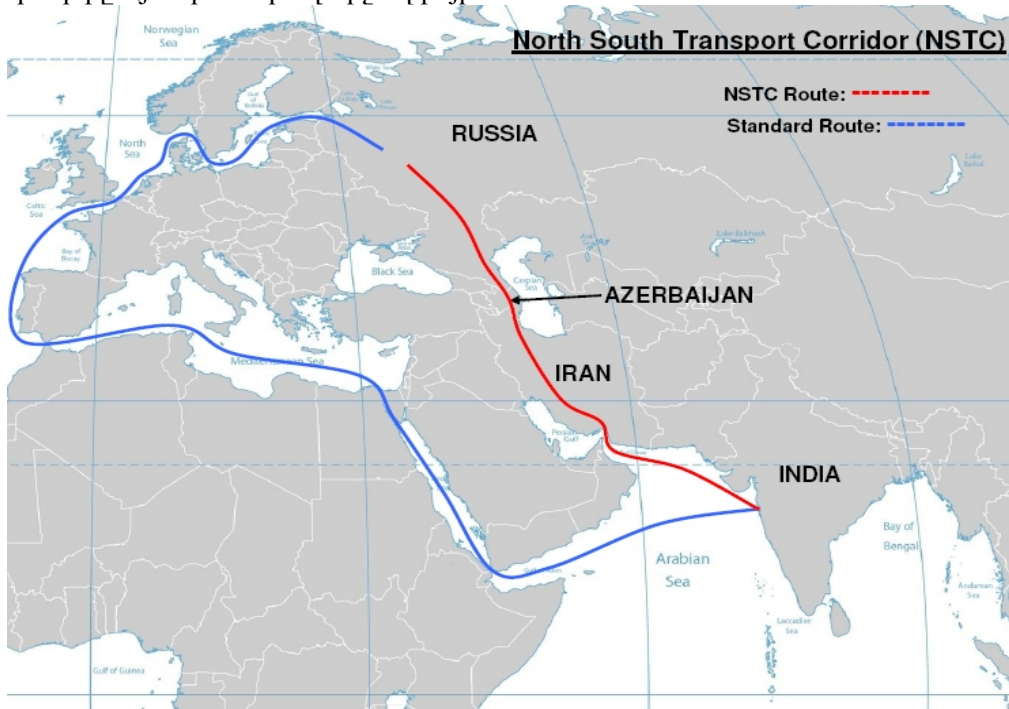 Norwegian
Sea
North South Transport Corridor (NSTC)
NSTC Route:
Standard Route:
RUSSIA
North
Sea
Celtic
Sea
Bay of
Biscay
Black Sea
Caspian
Sea
Aral
Sea
Lake Balkhash
Lake
Baikal
AZERBAIJAN
Mediterranean Sea
IRAN
Persian
Gulf
INDIA
Arabian
Sea
Bay of
Bengal
Andaman
Sea
Laccadive
Sea
Gulf of Guinea